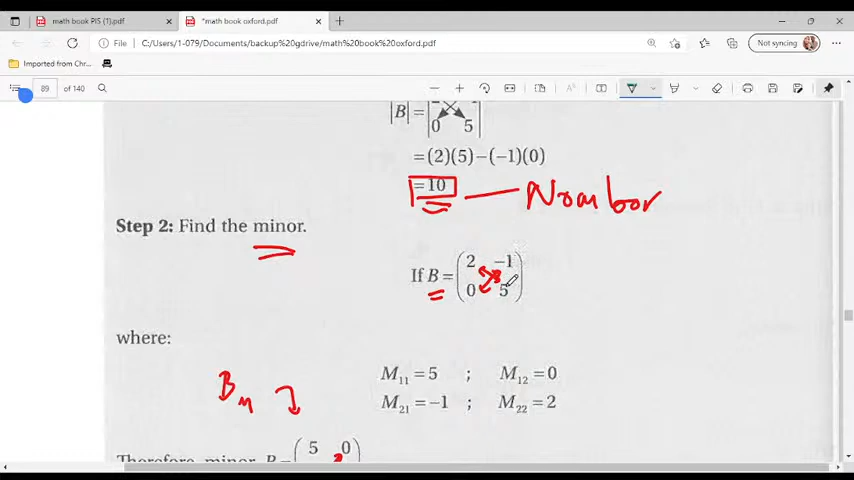 math book PIS (1).pdf
*math book oxford.pdf
File C:/Users/1-079/Documents/backup%20gdrive/math%20book%20oxford.pdf
Not syncing
Imported from Chr...
89 of 140
|B| = |0 5|
= (2)(5) − (−1)(0)
= 10 Nombor
Step 2: Find the minor.
If B = (2 −1
0 5)
where:
M₁₁ = 5 ; M₁₂ = 0
B M
M₂₁ = −1 ; M₂₂ = 2
Therefore minor B = (5 0)